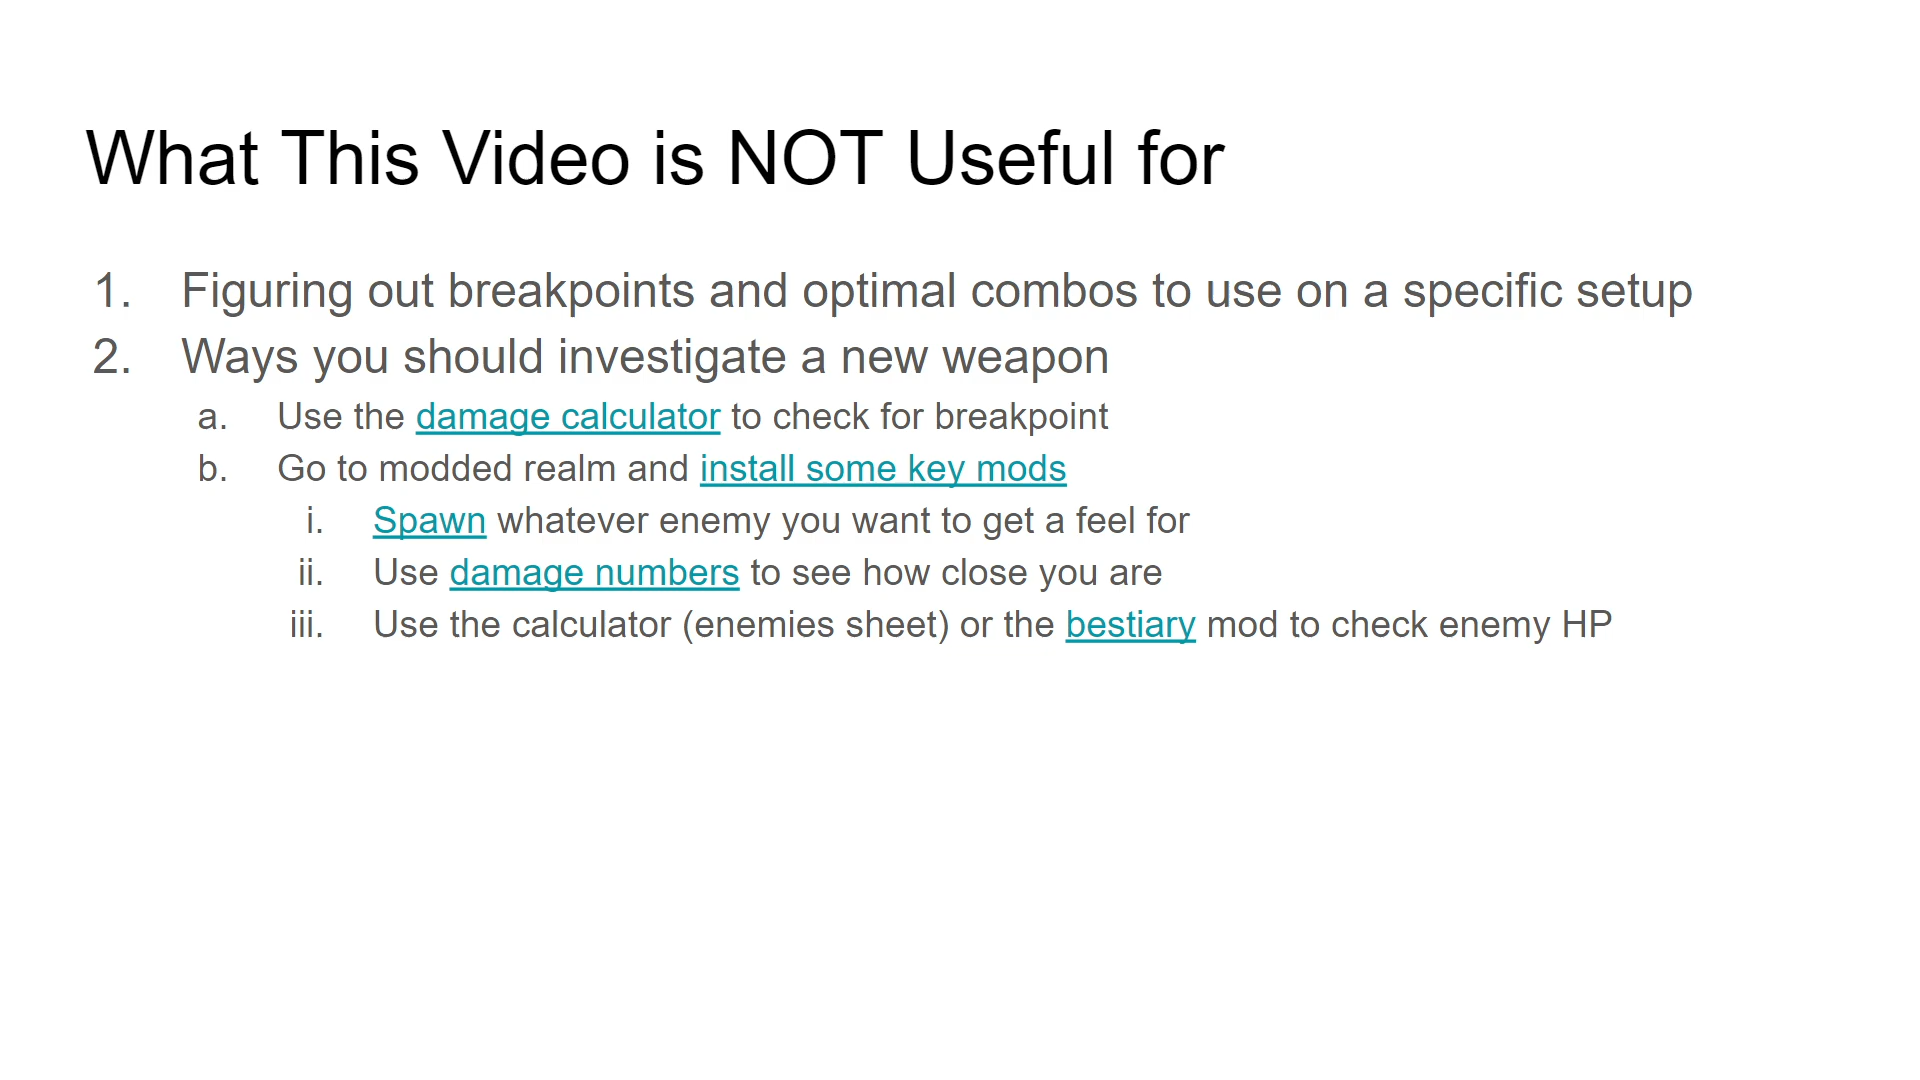 What This Video is NOT Useful for
1. Figuring out breakpoints and optimal combos to use on a specific setup
2. Ways you should investigate a new weapon
a. Use the damage calculator to check for breakpoint
b. Go to modded realm and install some key mods
i. Spawn whatever enemy you want to get a feel for
ii. Use damage numbers to see how close you are
iii. Use the calculator (enemies sheet) or the bestiary mod to check enemy HP